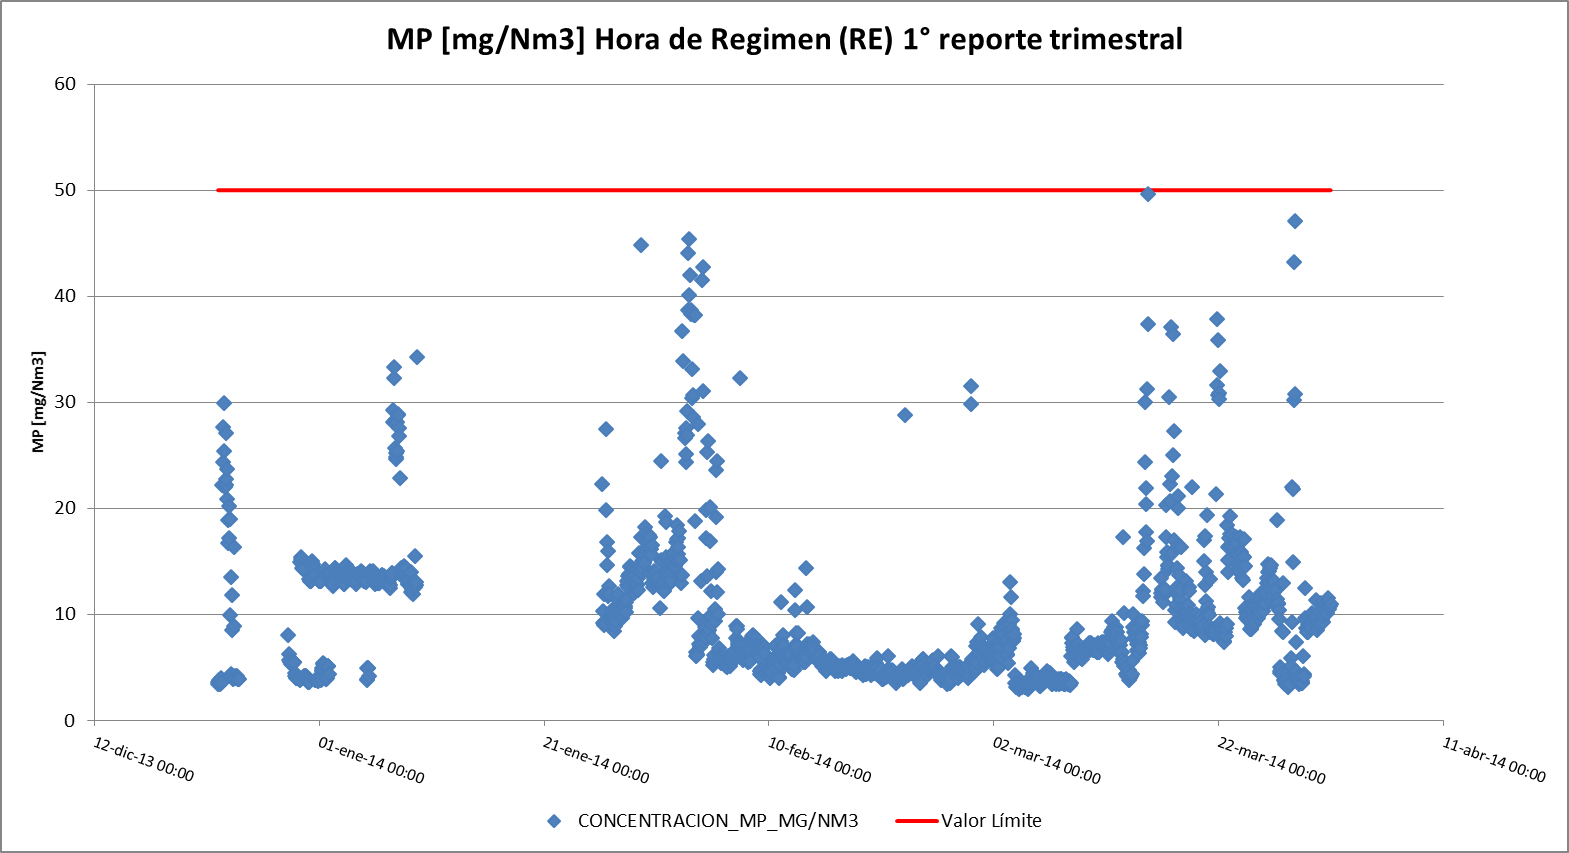 MP [mg/Nm3] Hora de Regimen (RE) 1° reporte trimestral
60
50
40
30
20
10
0
MP [mg/Nm3]
12-dic-13 00:00
01-ene-14 00:00
21-ene-14 00:00
10-feb-14 00:00
02-mar-14 00:00
22-mar-14 00:00
11-abr-14 00:00
CONCENTRACION_MP_MG/NM3
Valor Límite